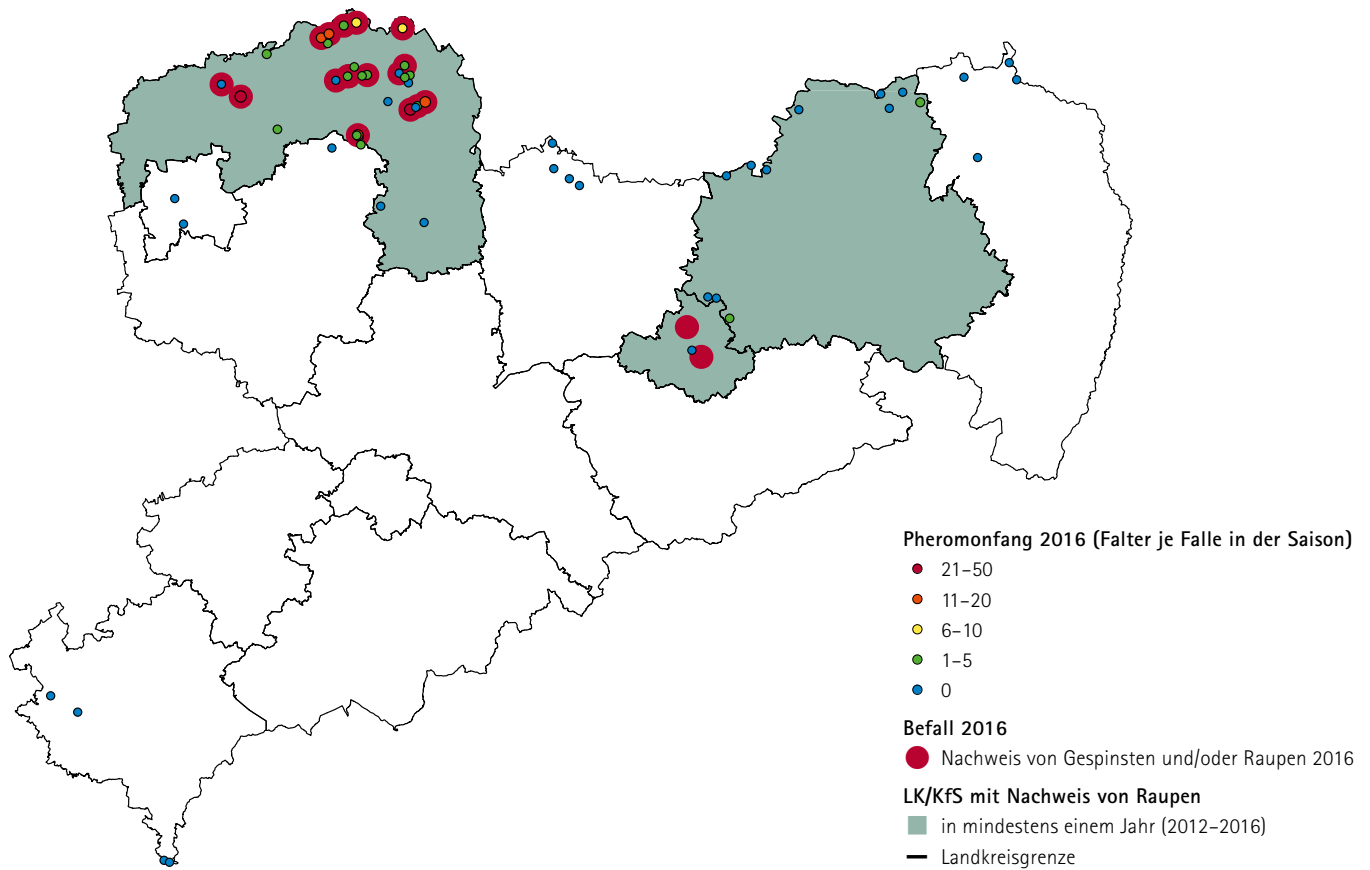 Pheromonfang 2016 (Falter je Falle in der Saison)
21–50
11–20
6–10
1–5
0
Befall 2016
Nachweis von Gespinsten und/oder Raupen 2016
LK/KfS mit Nachweis von Raupen
in mindestens einem Jahr (2012–2016)
Landkreisgrenze